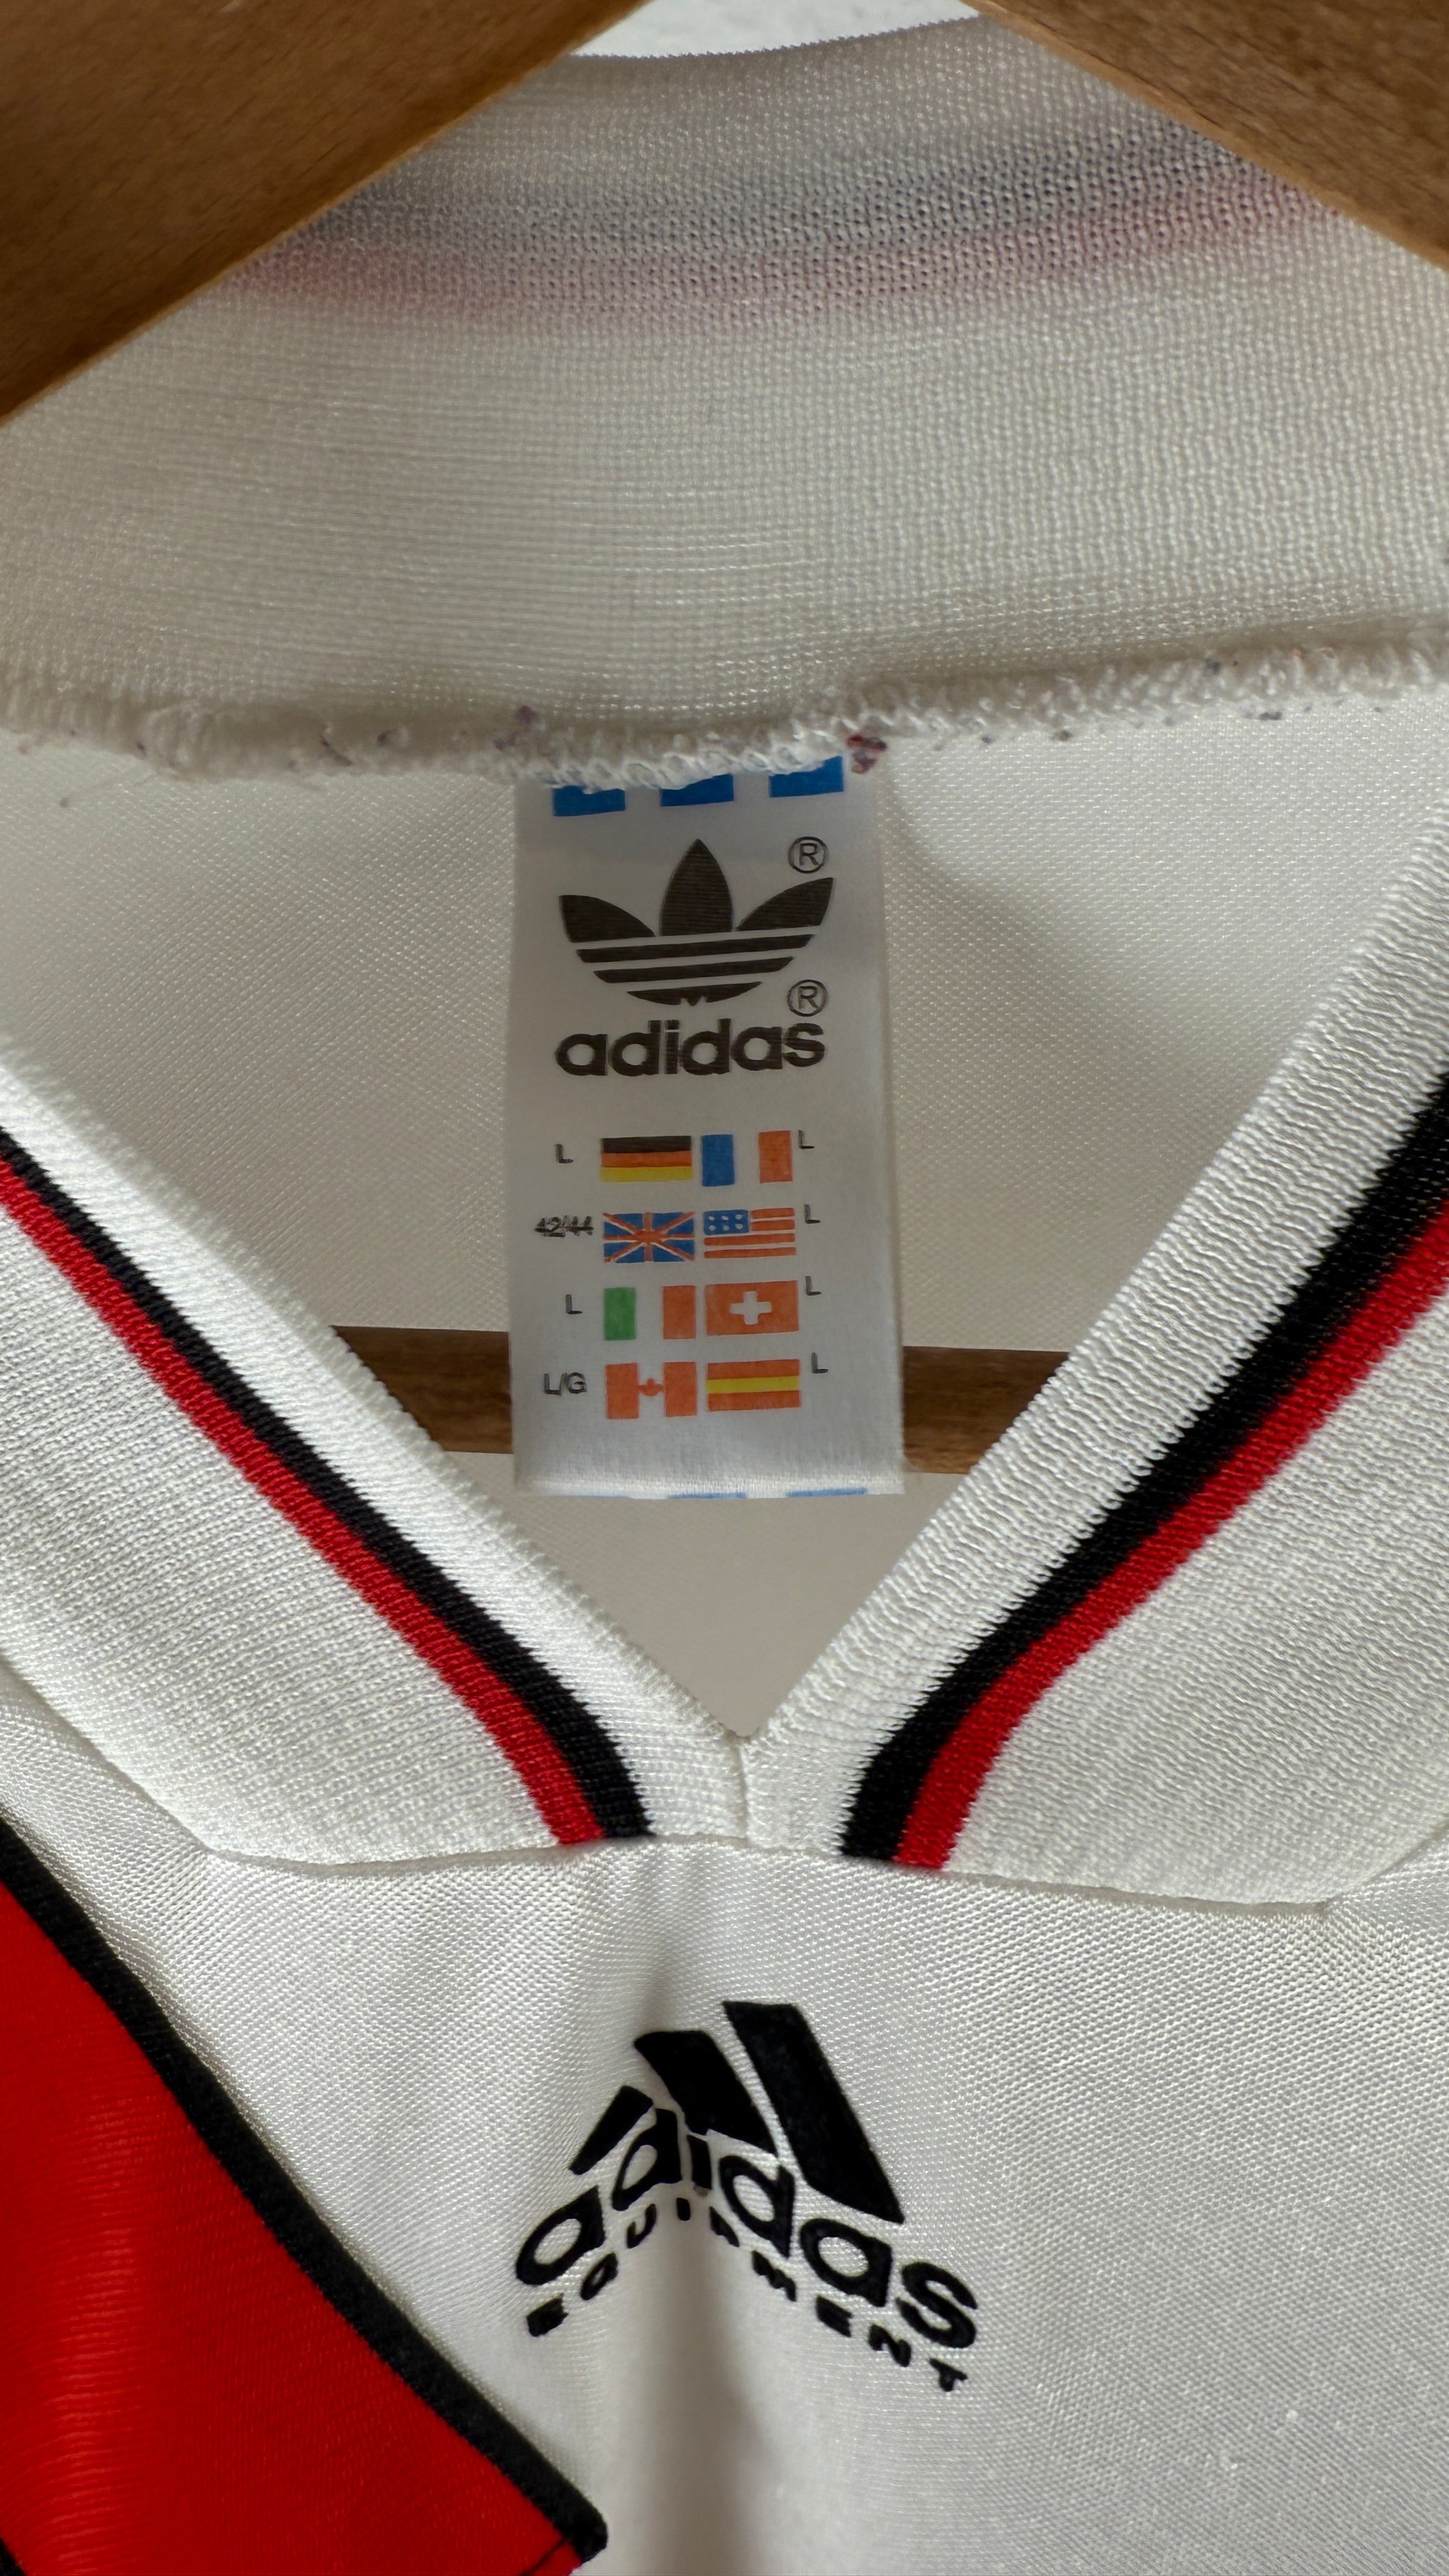 ®
®
adidas
L L
42/44 L
L L
L/G L
adidas
EQUIPMENT